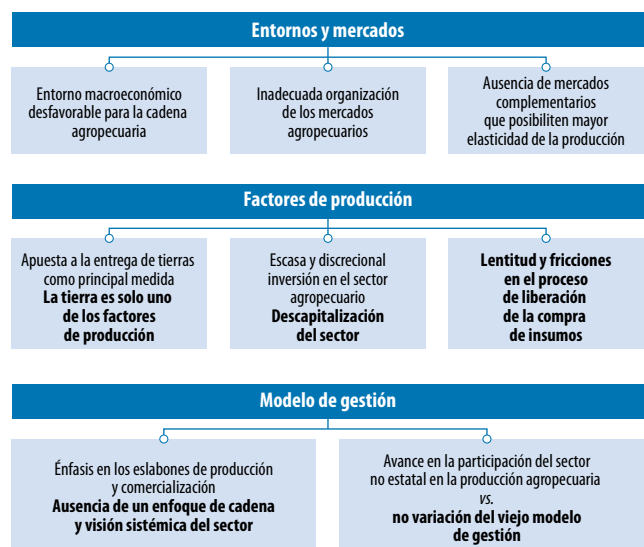 Entornos y mercados
Entorno macroeconómico
desfavorable para la cadena
agropecuaria
Inadecuada organización
de los mercados
agropecuarios
Ausencia de mercados
complementarios
que posibiliten mayor
elasticidad de la producción
Factores de producción
Apuesta a la entrega de tierras
como principal medida
La tierra es solo uno
de los factores
de producción
Escasa y discrecional
inversión en el sector
agropecuario
Descapitalización
del sector
Lentitud y fricciones
en el proceso
de liberación
de la compra
de insumos
Modelo de gestión
Énfasis en los eslabones de producción
y comercialización
Ausencia de un enfoque de cadena
y visión sistémica del sector
Avance en la participación del sector
no estatal en la producción agropecuaria
vs.
no variación del viejo modelo
de gestión